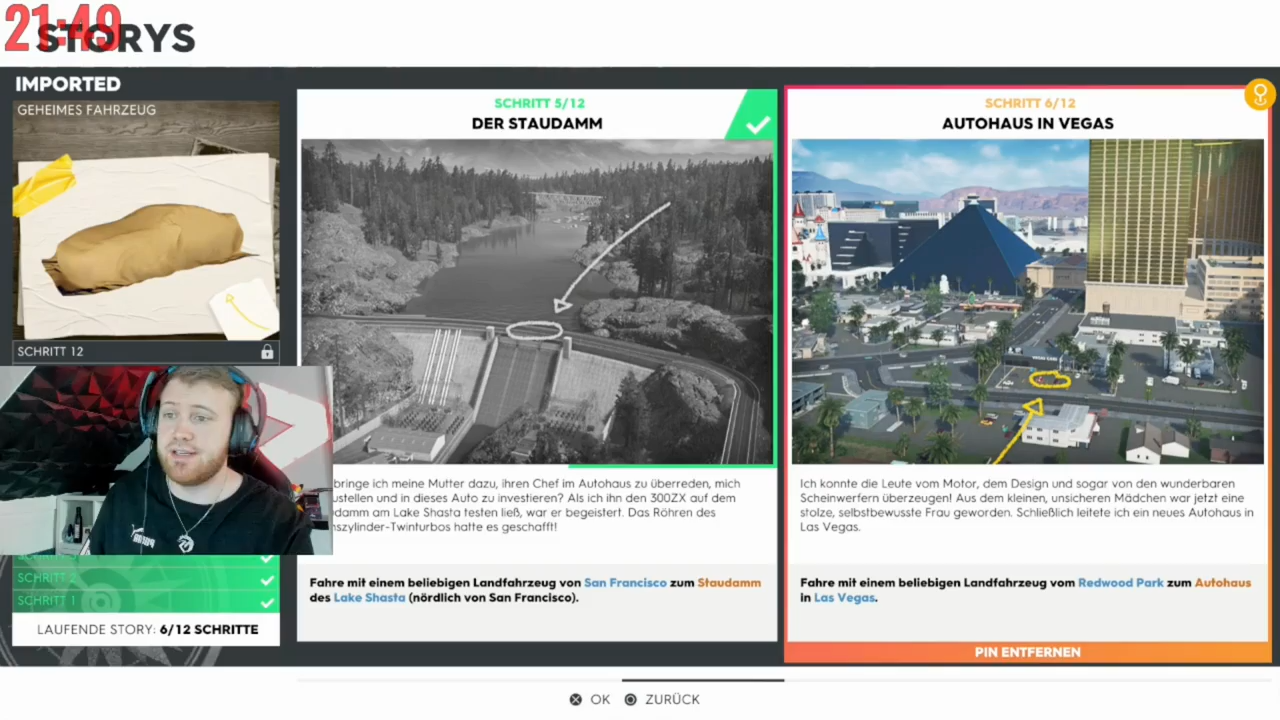 21:49
STORYS
IMPORTED
GEHEIMES FAHRZEUG
SCHRITT 12
SCHRITT 2
SCHRITT 1
LAUFENDE STORY: 6/12 SCHRITTE
SCHRITT 5/12
DER STAUDAMM
bringe ich meine Mutter dazu, ihren Chef im Autohaus zu überreden, mich
und in dieses Auto zu investieren? Als ich ihn den 300ZX auf dem
am Lake Shasta testen ließ, war er begeistert. Das Röhren des
hatte es geschafft!
Fahre mit einem beliebigen Landfahrzeug von San Francisco zum Staudamm
des Lake Shasta (nördlich von San Francisco).
SCHRITT 6/12
AUTOHAUS IN VEGAS
Ich konnte die Leute vom Motor, dem Design und sogar von den wunderbaren
Scheinwerfern überzeugen! Aus dem kleinen, unsicheren Mädchen war jetzt eine
stolze, selbstbewusste Frau geworden. Schließlich leitete ich ein neues Autohaus in
Las Vegas.
Fahre mit einem beliebigen Landfahrzeug vom Redwood Park zum Autohaus
in Las Vegas.
PIN ENTFERNEN
OK ZURÜCK